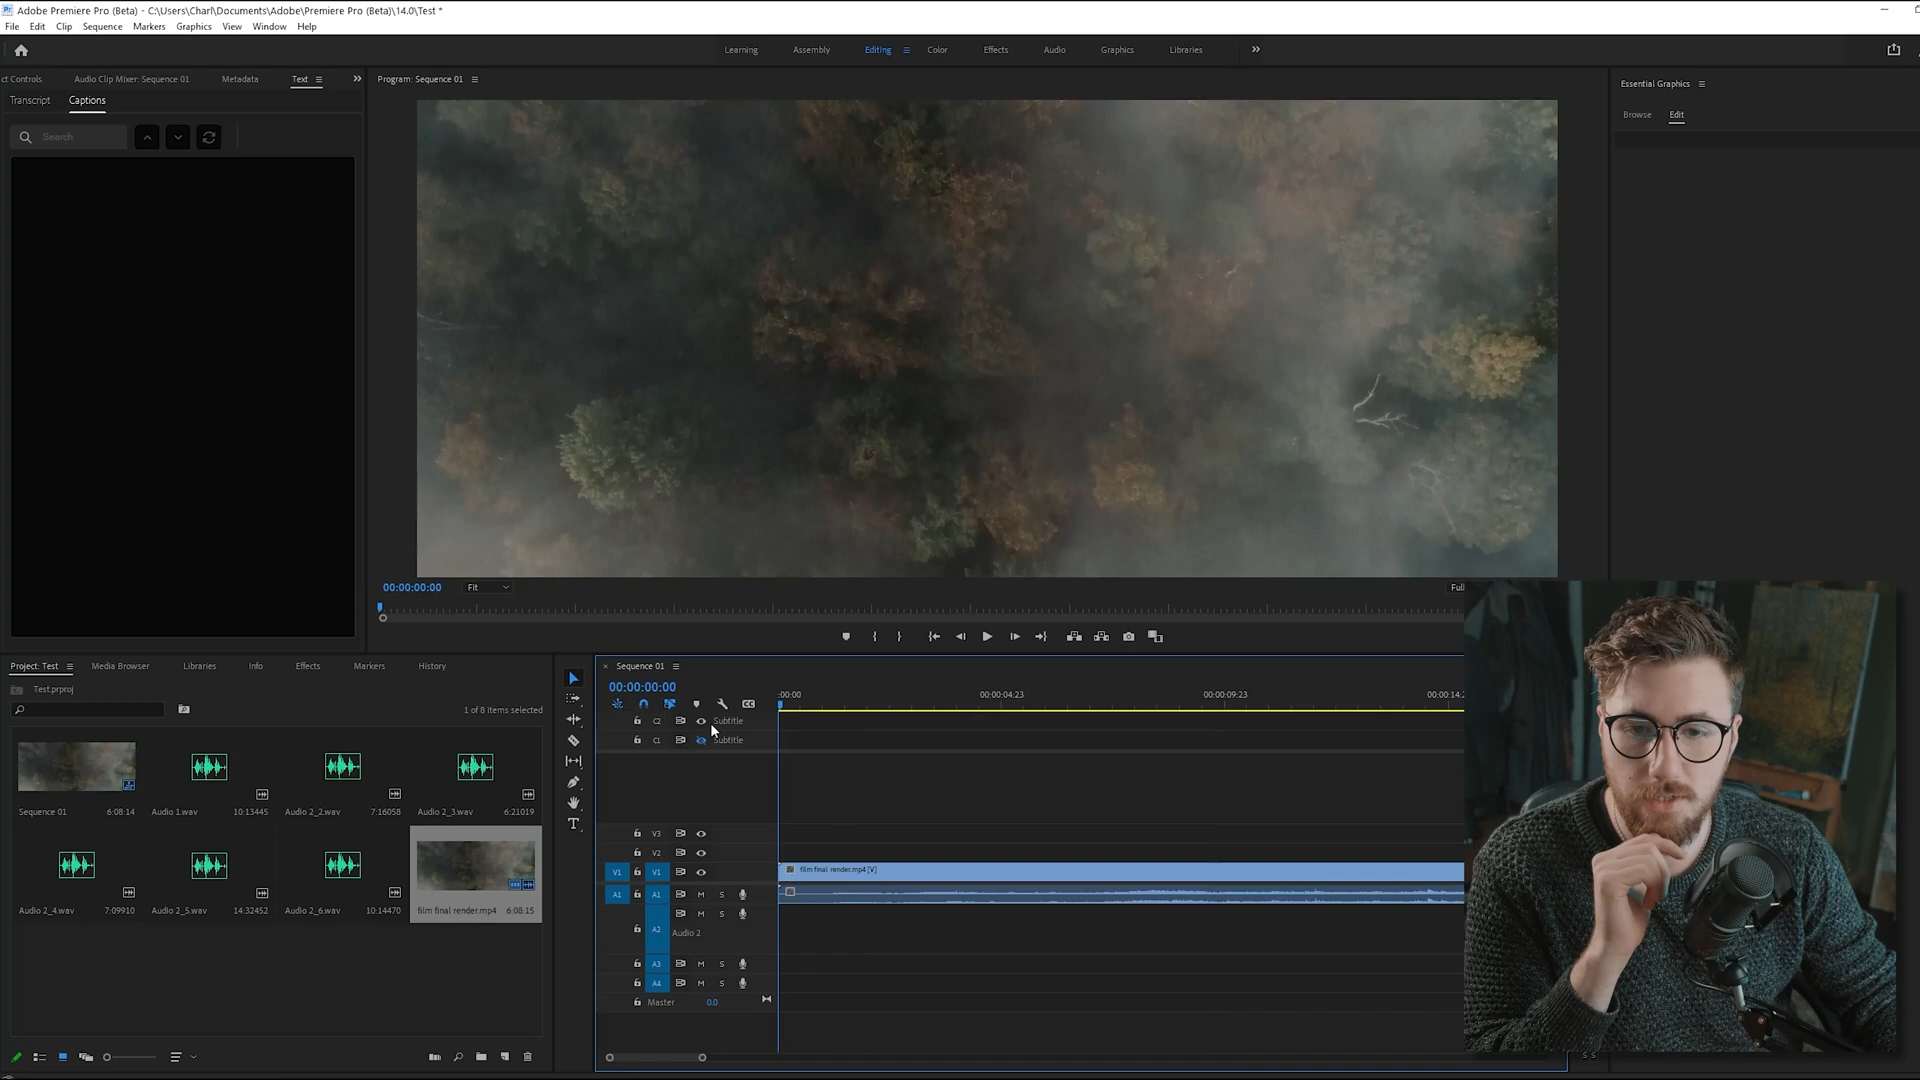 Adobe Premiere Pro (Beta) - C:\Users\Charl\Documents\Adobe\Premiere Pro (Beta)\14.0\Test *
File Edit Clip Sequence Markers Graphics View Window Help
Learning Assembly Editing Color Effects Audio Graphics Libraries
ct Controls Audio Clip Mixer: Sequence 01 Metadata Text
Program: Sequence 01
Essential Graphics
Transcript Captions
Browse Edit
Search
00:00:00:00 Fit Full
Project: Test Media Browser Libraries Info Effects Markers History
Test.prproj
1 of 8 items selected
Sequence 01 6:08:14 Audio 1.wav 10:13445 Audio 2_2.wav 7:16058 Audio 2_3.wav 6:21019
Audio 2_4.wav 7:09910 Audio 2_5.wav 14:32452 Audio 2_6.wav 10:14470 film final render.mp4 6:08:15
Sequence 01
00:00:00:00
:00:00 00:00:04:23 00:00:09:23 00:00:14:2
C2 Subtitle
C1 Subtitle
V3
V2
V1 V1 film final render.mp4 [V]
A1 A1 M S
M S
A2 Audio 2
A3 M S
A4 M S
Master 0.0
S S